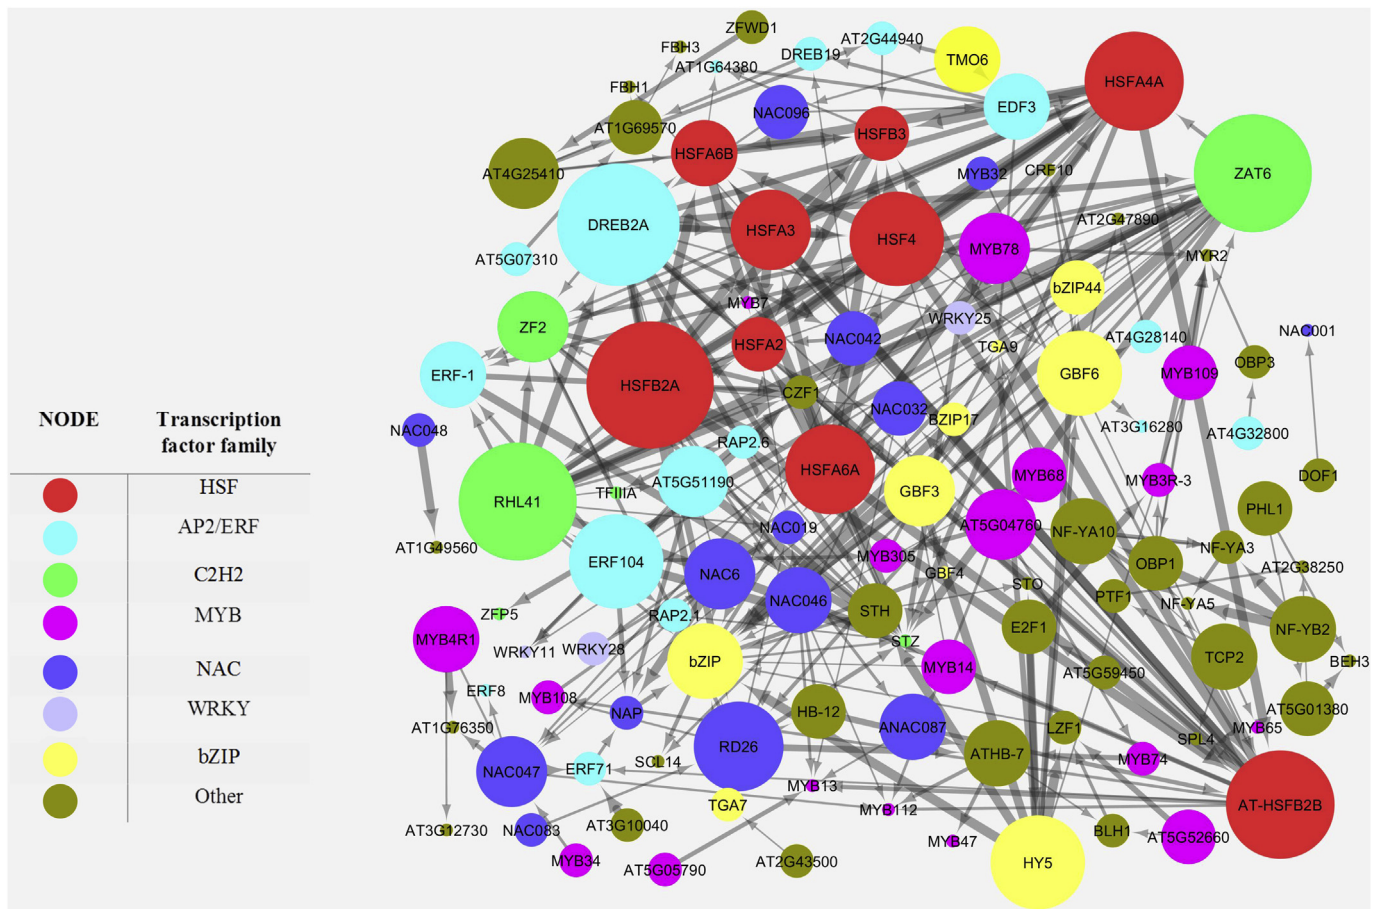 ZFWD1
FBH3
AT1G64380
DREB19
AT2G44940
TMO6
HSFA4A
FBH1
NAC096
EDF3
AT1G69570
HSFA6B
HSFB3
AT4G25410
MYB32
CRF10
ZAT6
DREB2A
HSFA3
HSF4
MYB78
AT2G47890
AT5G07310
MYR2
bZIP44
MYB7
ZF2
WRKY25
NAC001
HSFA2
NAC042
TGA9
AT4G28140
ERF-1
HSFB2A
GBF6
MYB109
OBP3
CZF1
NODE
Transcription
factor family
NAC048
NAC032
BZIP17
AT3G16280
AT4G32800
RAP2.6
HSFA6A
MYB68
MYB3R-3
DOF1
HSF
RHL41
TFIIIA
AT5G51190
GBF3
PHL1
AP2/ERF
NAC019
AT5G04760
NF-YA10
AT1G49560
NF-YA3
C2H2
ERF104
NAC6
MYB305
GBF4
OBP1
AT2G38250
STO
PTF1
NF-YA5
MYB
ZFP5
RAP2.1
NAC046
STH
E2F1
NF-YB2
MYB4R1
WRKY11
WRKY28
STZ
NAC
bZIP
MYB14
AT5G59450
TCP2
BEH3
ERF8
MYB108
WRKY
AT1G76350
NAP
HB-12
ANAC087
LZF1
SPL4
MYB65
AT5G01380
bZIP
NAC047
ERF71
SCL14
RD26
ATHB-7
MYB74
Other
MYB13
TGA7
MYB112
AT-HSFB2B
AT3G12730
NAC083
AT3G10040
MYB47
BLH1
AT5G52660
MYB34
AT5G05790
AT2G43500
HY5